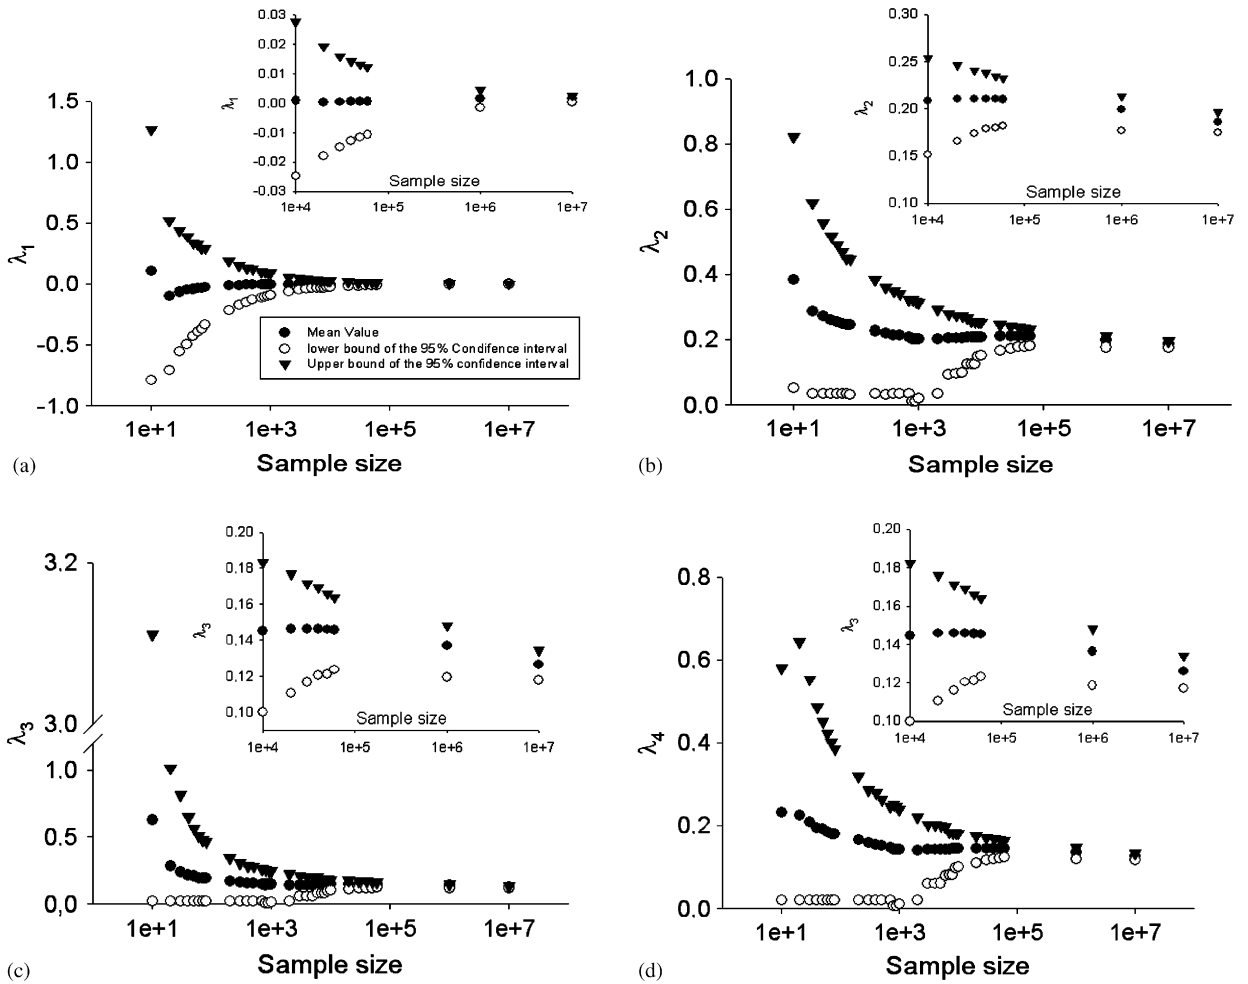 0.03
0.02
0.01
0.00
-0.01
-0.02
-0.03
λ1
Sample size
1e+4 1e+5 1e+6 1e+7
1.5
1.0
0.5
0.0
-0.5
-1.0
λ1
Mean Value
lower bound of the 95% Condifence interval
Upper bound of the 95% confidence interval
1e+1 1e+3 1e+5 1e+7
(a) Sample size
0,30
0,25
0,20
0,15
0,10
λ2
Sample size
1e+4 1e+5 1e+6 1e+7
1.0
0.8
0.6
0.4
0.2
0.0
λ2
1e+1 1e+3 1e+5 1e+7
(b) Sample size
0,20
0,18
0,16
0,14
0,12
0,10
λ3
Sample size
1e+4 1e+5 1e+6 1e+7
3.2
3.0
1.0
0.5
0,0
λ3
1e+1 1e+3 1e+5 1e+7
(c) Sample size
0,20
0,18
0,16
0,14
0,12
0,10
λ3
Sample size
1e+4 1e+5 1e+6 1e+7
0.8
0.6
0.4
0.2
0.0
λ4
1e+1 1e+3 1e+5 1e+7
(d) Sample size